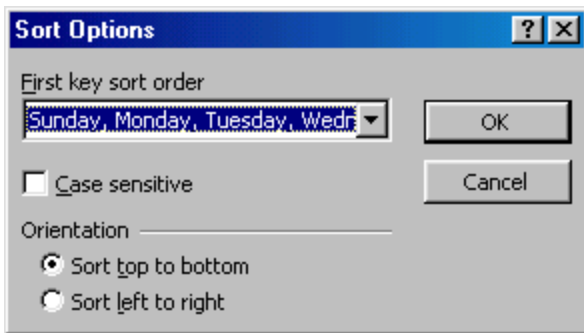 Sort Options
First key sort order
Sunday, Monday, Tuesday, Wedn
OK
Case sensitive
Cancel
Orientation
Sort top to bottom
Sort left to right